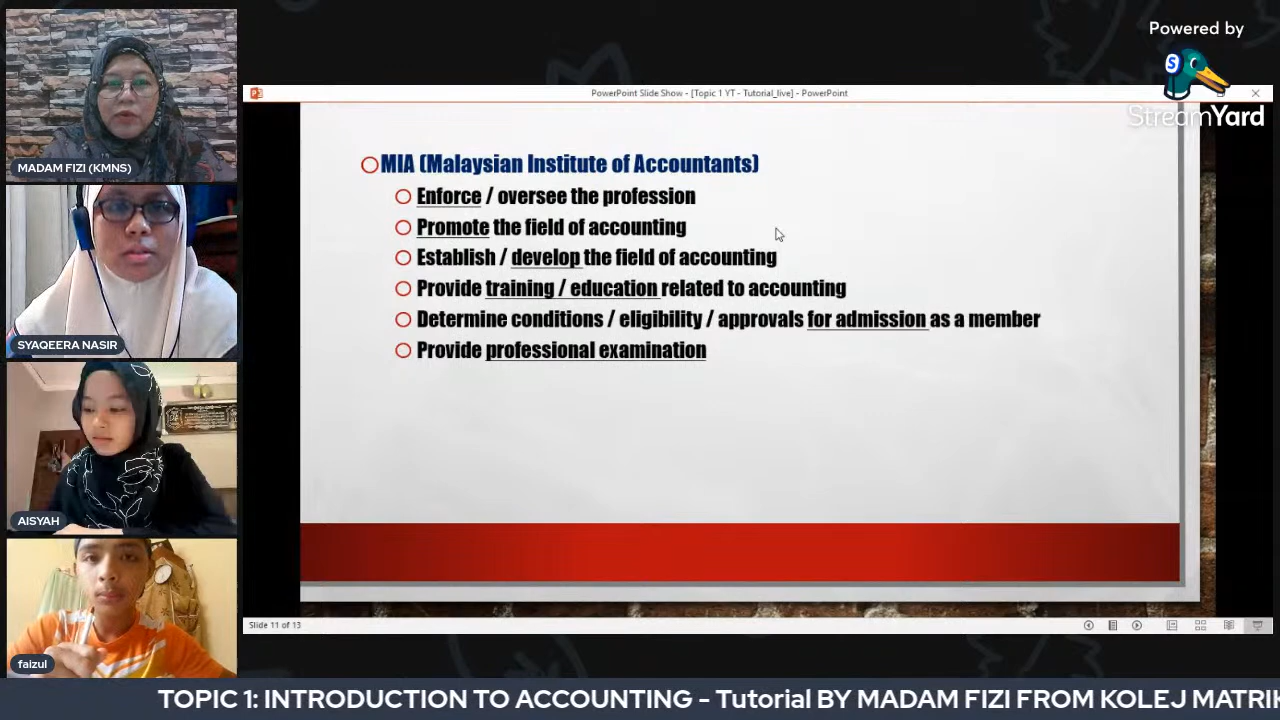 Powered by
StreamYard
PowerPoint Slide Show - [Topic 1 YT - Tutorial_live] - PowerPoint
MADAM FIZI (KMNS)
SYAQEERA NASIR
AISYAH
faizul
MIA (Malaysian Institute of Accountants)
Enforce / oversee the profession
Promote the field of accounting
Establish / develop the field of accounting
Provide training / education related to accounting
Determine conditions / eligibility / approvals for admission as a member
Provide professional examination
Slide 11 of 13
TOPIC 1: INTRODUCTION TO ACCOUNTING - Tutorial BY MADAM FIZI FROM KOLEJ MATRIK